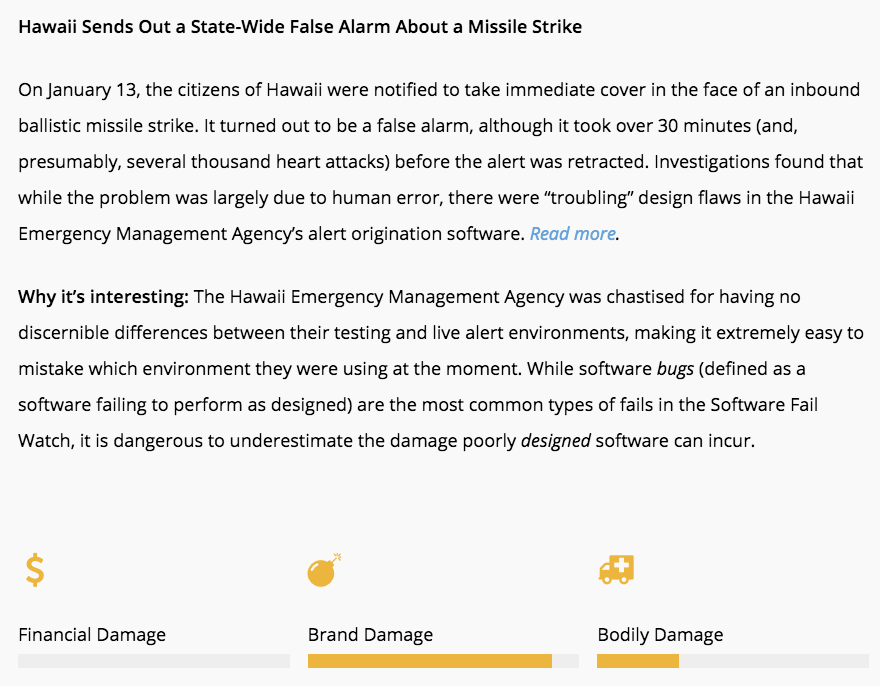 Hawaii Sends Out a State-Wide False Alarm About a Missile Strike
On January 13, the citizens of Hawaii were notified to take immediate cover in the face of an inbound
ballistic missile strike. It turned out to be a false alarm, although it took over 30 minutes (and,
presumably, several thousand heart attacks) before the alert was retracted. Investigations found that
while the problem was largely due to human error, there were “troubling” design flaws in the Hawaii
Emergency Management Agency’s alert origination software. Read more.
Why it’s interesting: The Hawaii Emergency Management Agency was chastised for having no
discernible differences between their testing and live alert environments, making it extremely easy to
mistake which environment they were using at the moment. While software bugs (defined as a
software failing to perform as designed) are the most common types of fails in the Software Fail
Watch, it is dangerous to underestimate the damage poorly designed software can incur.
$
Financial Damage
Brand Damage
Bodily Damage